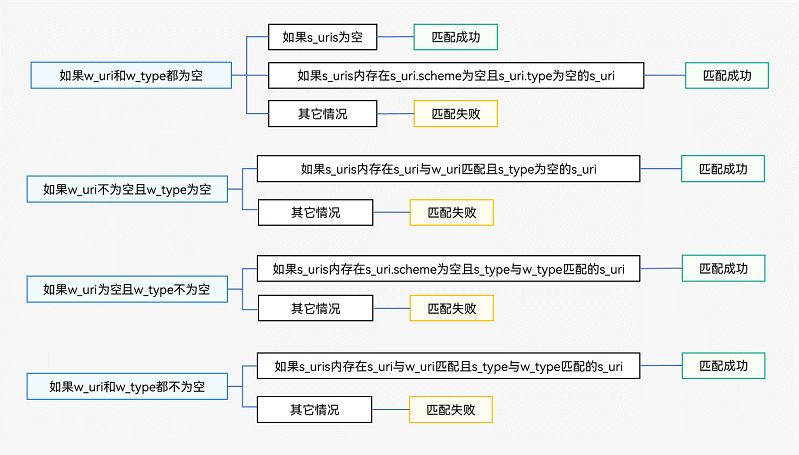 如果s_uris为空
匹配成功
如果w_uri和w_type都为空
如果s_uris内存在s_uri.scheme为空且s_uri.type为空的s_uri
匹配成功
其它情况
匹配失败
如果s_uris内存在s_uri与w_uri匹配且s_type为空的s_uri
匹配成功
如果w_uri不为空且w_type为空
其它情况
匹配失败
如果s_uris内存在s_uri.scheme为空且s_type与w_type匹配的s_uri
匹配成功
如果w_uri为空且w_type不为空
其它情况
匹配失败
如果s_uris内存在s_uri与w_uri匹配且s_type与w_type匹配的s_uri
匹配成功
如果w_uri和w_type都不为空
其它情况
匹配失败